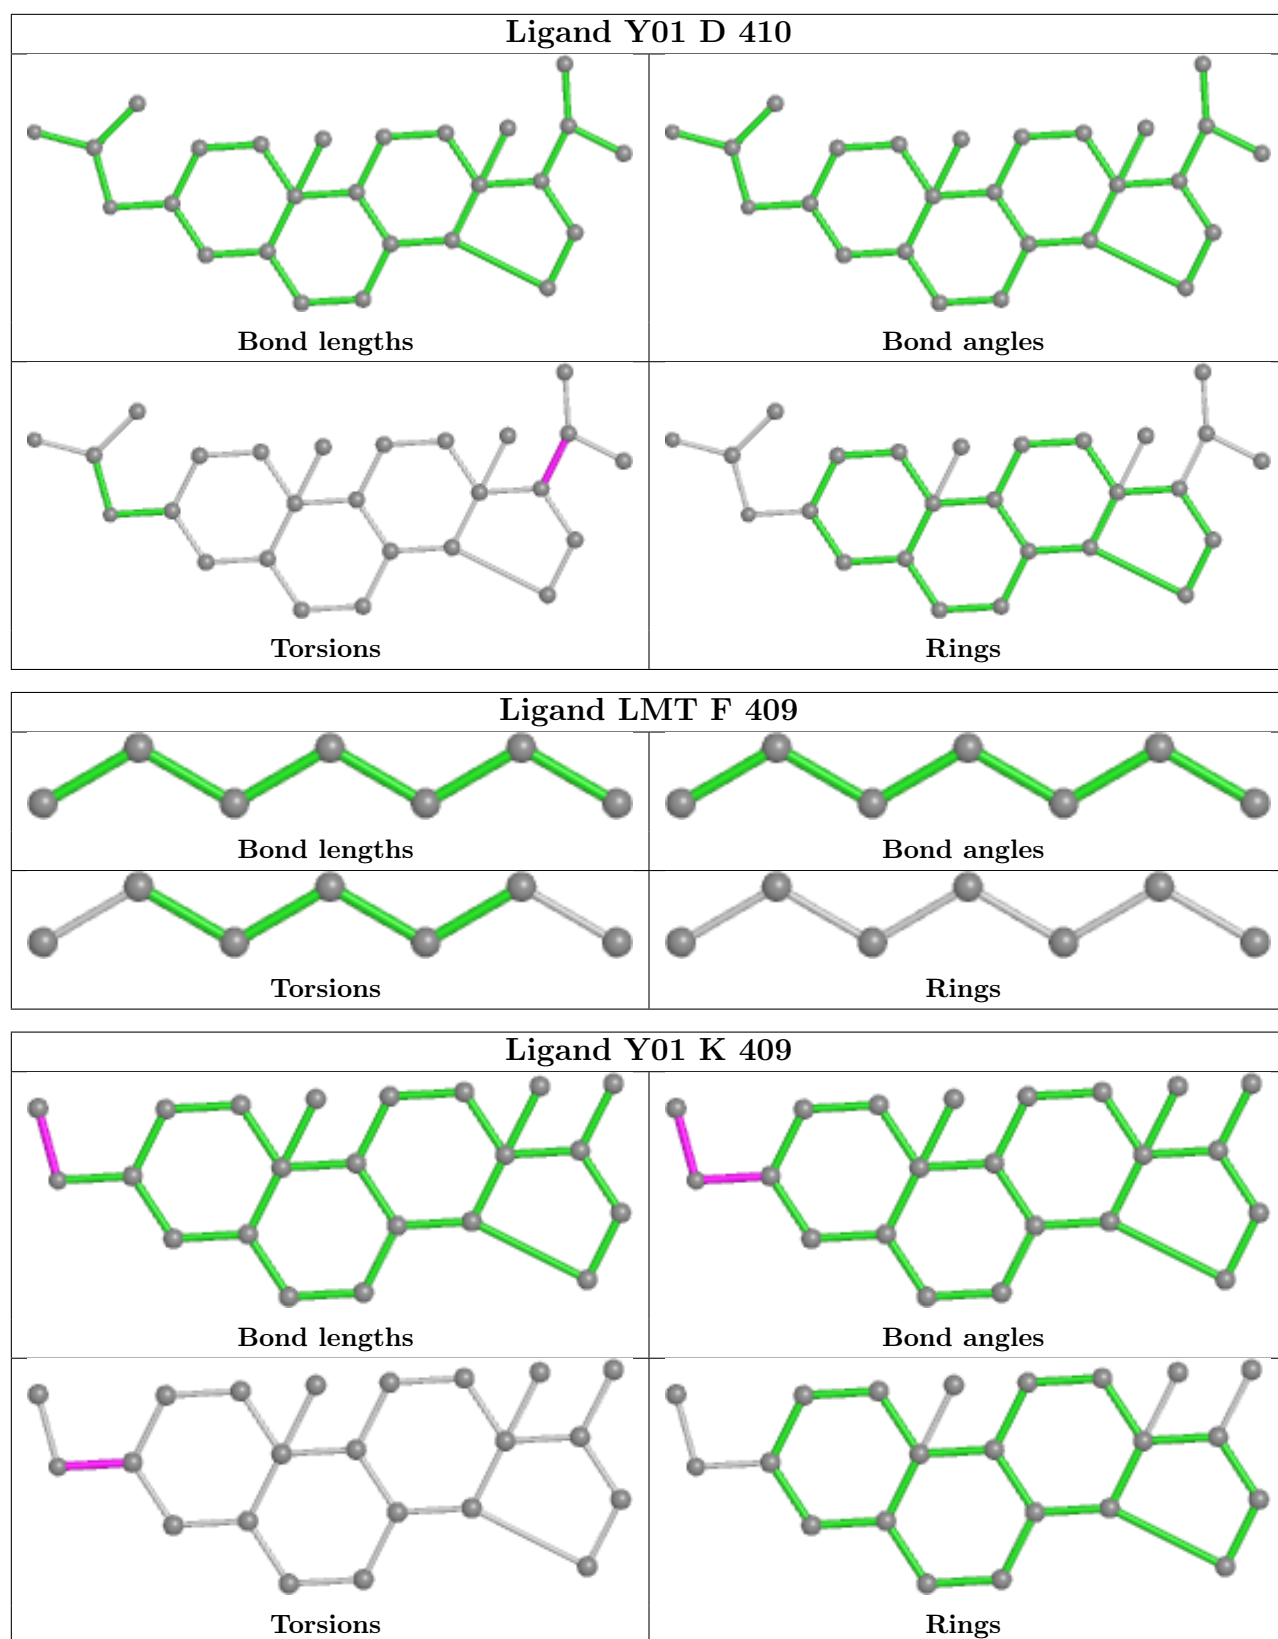 Ligand Y01 D 410
Bond lengths
Bond angles
Torsions
Rings
Ligand LMT F 409
Bond lengths
Bond angles
Torsions
Rings
Ligand Y01 K 409
Bond lengths
Bond angles
Torsions
Rings